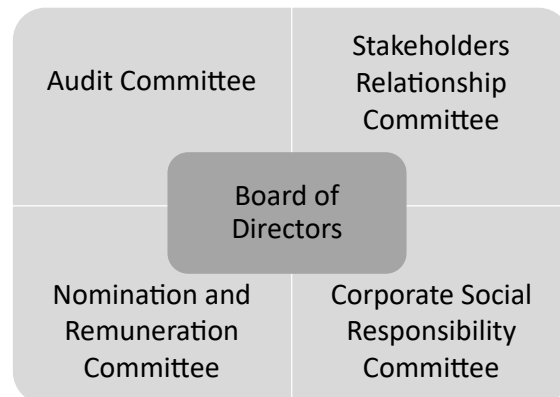 Audit Committee
Stakeholders
Relationship
Committee
Board of
Directors
Nomination and
Remuneration
Committee
Corporate Social
Responsibility
Committee